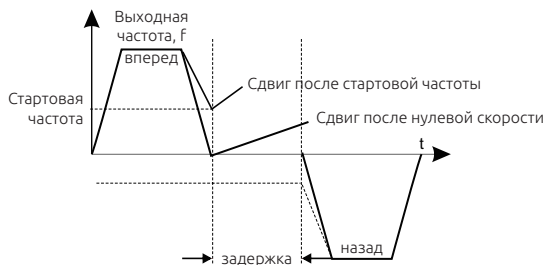 Выходная
частота, f
вперед
Сдвиг после стартовой частоты
Стартовая
частота
Сдвиг после нулевой скорости
t
назад
задержка